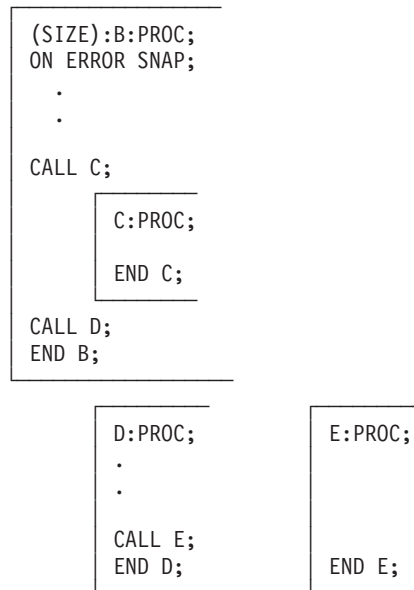 (SIZE):B:PROC;
ON ERROR SNAP;
.
.
CALL C;
C:PROC;
END C;
CALL D;
END B;
D:PROC;
.
.
CALL E;
END D;
E:PROC;
END E;